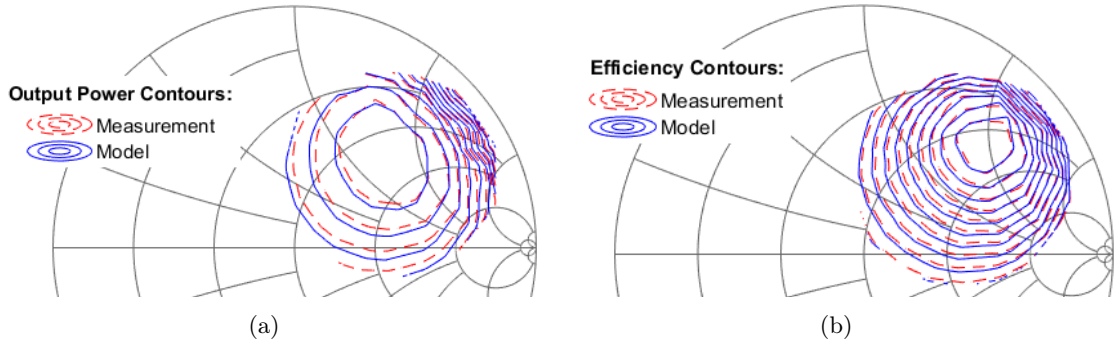 Output Power Contours:
Measurement
Model
(a)
Efficiency Contours:
Measurement
Model
(b)